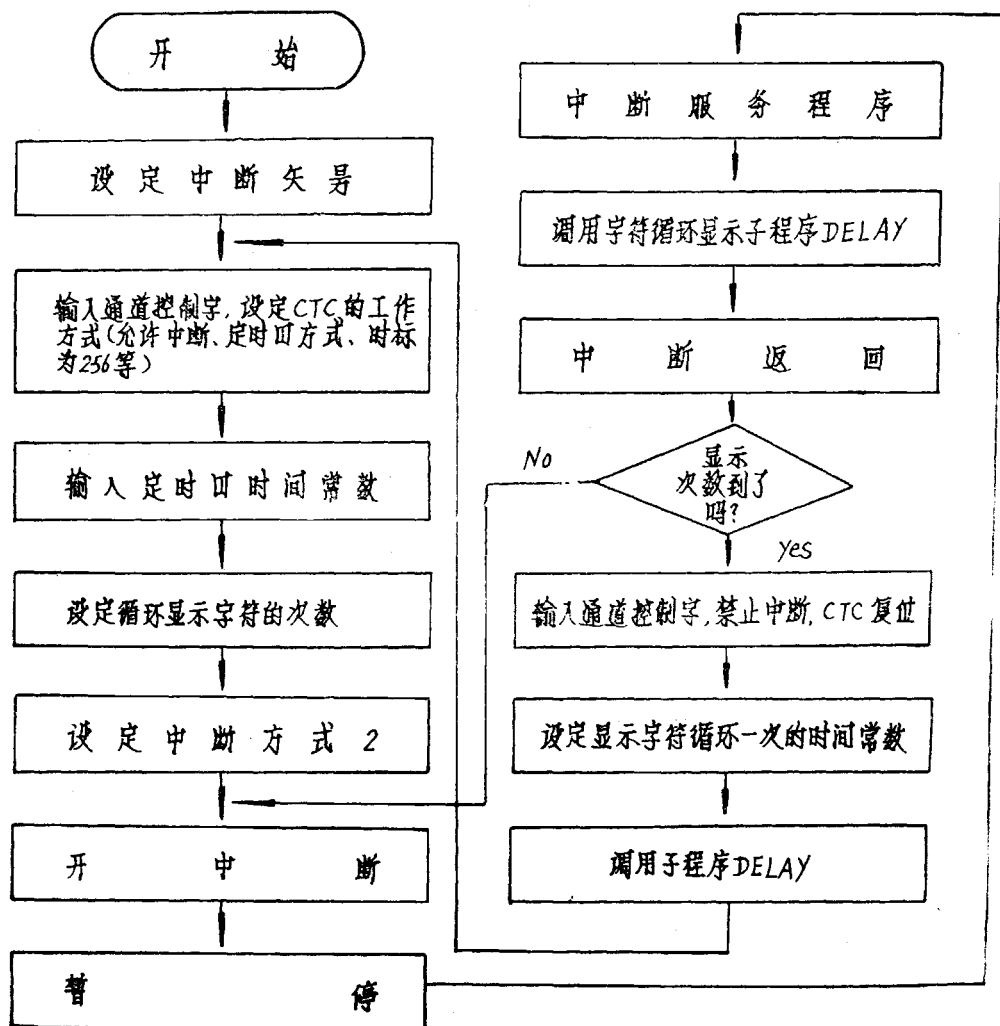 开始
设定中断矢号
输入通道控制字,设定CTC的工作
方式(允许中断、定时口方式、时标
为256等)
输入定时口时间常数
设定循环显示字符的次数
设定中断方式2
开中断
暂停
中断服务程序
调用字符循环显示子程序DELAY
中断返回
显示
次数到了
吗?
No
yes
输入通道控制字,禁止中断,CTC复位
设定显示字符循环一次的时间常数
调用子程序DELAY